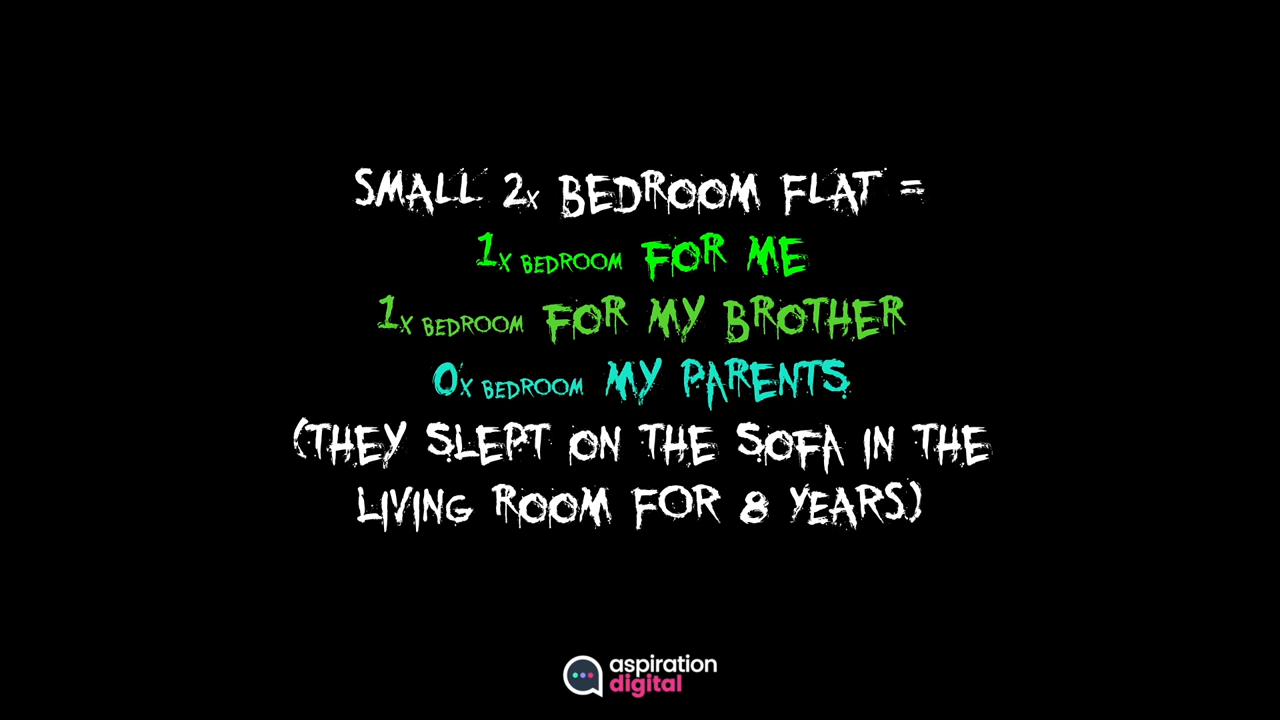 SMALL 2x BEDROOM FLAT =
1x BEDROOM FOR ME
1x BEDROOM FOR MY BROTHER
0x BEDROOM MY PARENTS
(THEY SLEPT ON THE SOFA IN THE
LIVING ROOM FOR 8 YEARS)
aspiration
digital